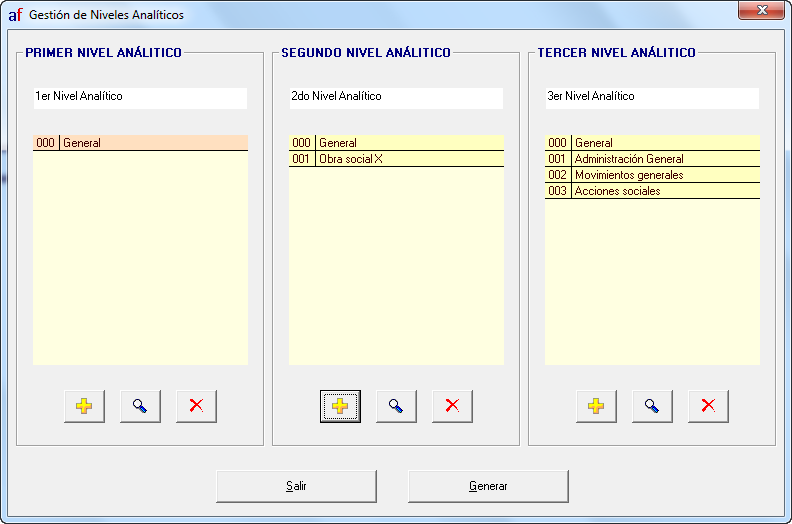 af Gestión de Niveles Analíticos
PRIMER NIVEL ANÁLITICO
1er Nivel Analítico
000 General
SEGUNDO NIVEL ANÁLITICO
2do Nivel Analítico
000 General
001 Obra social X
TERCER NIVEL ANÁLITICO
3er Nivel Analítico
000 General
001 Administración General
002 Movimientos generales
003 Acciones sociales
Salir
Generar